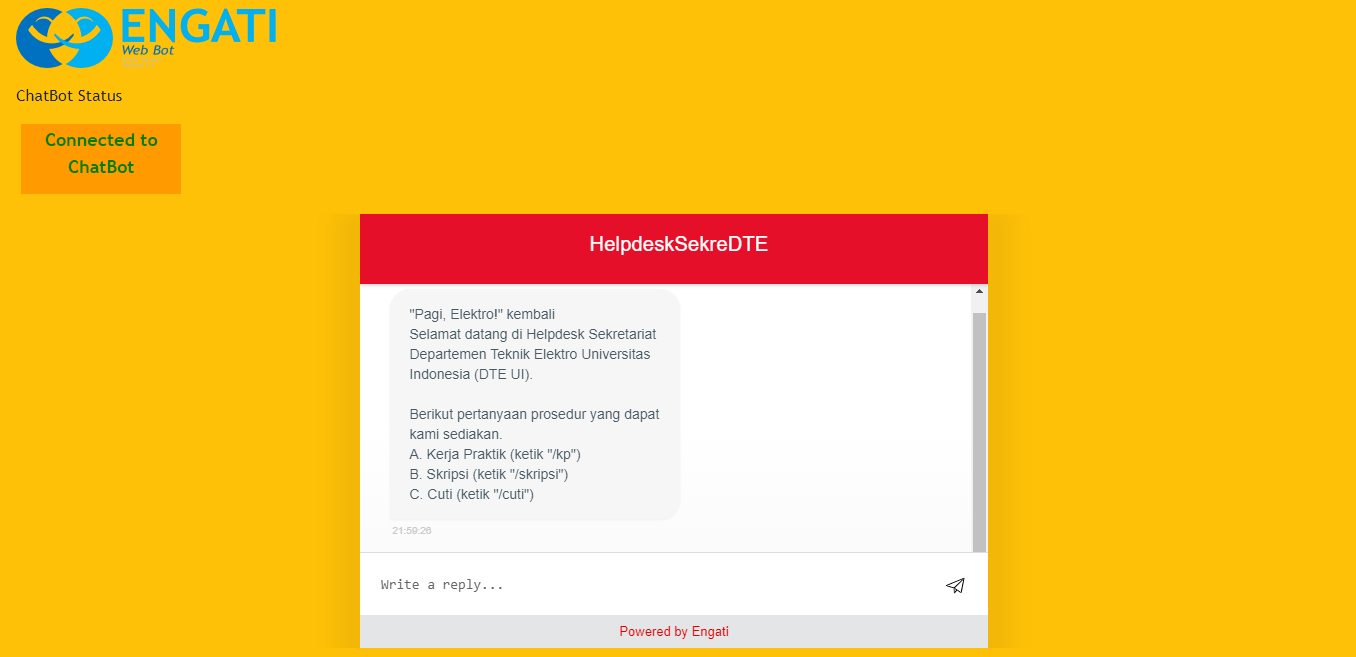 ENGATI
Web Bot
ChatBot Status
Connected to
ChatBot
HelpdeskSekreDTE
"Pagi, Elektro!" kembali
Selamat datang di Helpdesk Sekretariat
Departemen Teknik Elektro Universitas
Indonesia (DTE UI).
Berikut pertanyaan prosedur yang dapat
kami sediakan.
A. Kerja Praktik (ketik "/kp")
B. Skripsi (ketik "/skripsi")
C. Cuti (ketik "/cuti")
21:59:26
Write a reply...
Powered by Engati